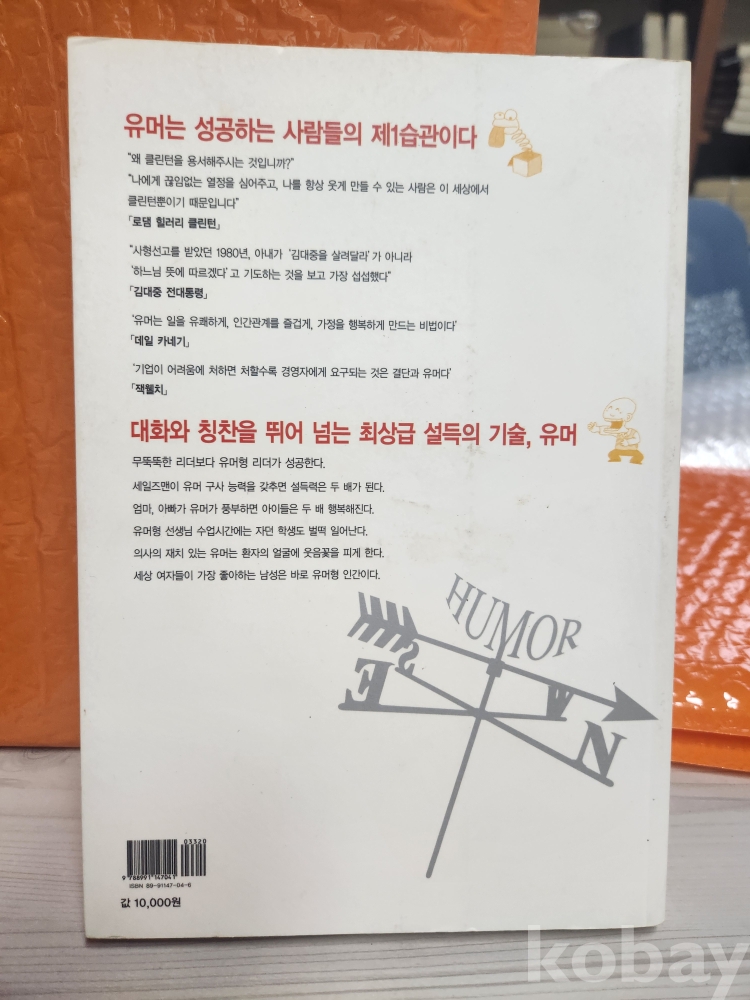 유머는 성공하는 사람들의 제1습관이다
“왜 클린턴을 용서해주시는 것입니까?”
“나에게 끊임없는 열정을 심어주고, 나를 항상 웃게 만들 수 있는 사람은 이 세상에서
클린턴뿐이기 때문입니다”
「로댐 힐러리 클린턴」
“사형선고를 받았던 1980년, 아내가 ‘김대중을 살려달라’가 아니라
‘하느님 뜻에 따르겠다’고 기도하는 것을 보고 가장 섭섭했다”
「김대중 전대통령」
‘유머는 일을 유쾌하게, 인간관계를 즐겁게, 가정을 행복하게 만드는 비법이다’
「데일 카네기」
‘기업이 어려움에 처하면 처할수록 경영자에게 요구되는 것은 결단과 유머다’
「잭웰치」
대화와 칭찬을 뛰어 넘는 최상급 설득의 기술, 유머
무뚝뚝한 리더보다 유머형 리더가 성공한다.
세일즈맨이 유머 구사 능력을 갖추면 설득력은 두 배가 된다.
엄마, 아빠가 유머가 풍부하면 아이들은 두 배 행복해진다.
유머형 선생님 수업시간에는 자던 학생도 벌떡 일어난다.
의사의 재치 있는 유머는 환자의 얼굴에 웃음꽃을 피게 한다.
세상 여자들이 가장 좋아하는 남성은 바로 유머형 인간이다.
HUMOR
S
E
W
N
03320
9 788991 147041
ISBN 89-91147-04-6
값 10,000원
kobay